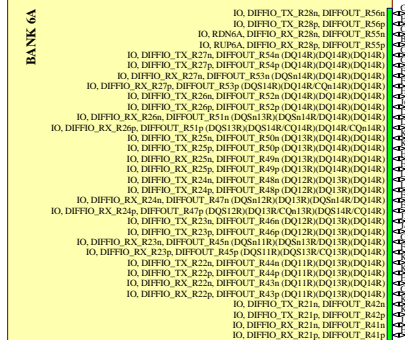 BANK 6A
IO, DIFFIO_TX_R28n, DIFFOUT_R56n
IO, DIFFIO_TX_R28p, DIFFOUT_R56p
IO, RDN6A, DIFFIO_RX_R28n, DIFFOUT_R55n
IO, RUP6A, DIFFIO_RX_R28p, DIFFOUT_R55p
IO, DIFFIO_TX_R27n, DIFFOUT_R54n (DQ14R)(DQ14R)(DQ14R)
IO, DIFFIO_TX_R27p, DIFFOUT_R54p (DQ14R)(DQ14R)(DQ14R)
IO, DIFFIO_RX_R27n, DIFFOUT_R53n (DQSn14R)(DQ14R)(DQ14R)
IO, DIFFIO_RX_R27p, DIFFOUT_R53p (DQS14R)(DQ14R/CQn14R)(DQ14R)
IO, DIFFIO_TX_R26n, DIFFOUT_R52n (DQ14R)(DQ14R)(DQ14R)
IO, DIFFIO_TX_R26p, DIFFOUT_R52p (DQ14R)(DQ14R)(DQ14R)
IO, DIFFIO_RX_R26n, DIFFOUT_R51n (DQSn13R)(DQSn14R/DQ14R)(DQ14R)
IO, DIFFIO_RX_R26p, DIFFOUT_R51p (DQS13R)(DQS14R/CQ14R)(DQ14R/CQn14R)
IO, DIFFIO_TX_R25n, DIFFOUT_R50n (DQ13R)(DQ14R)(DQ14R)
IO, DIFFIO_TX_R25p, DIFFOUT_R50p (DQ13R)(DQ14R)(DQ14R)
IO, DIFFIO_RX_R25n, DIFFOUT_R49n (DQ13R)(DQ14R)(DQ14R)
IO, DIFFIO_RX_R25p, DIFFOUT_R49p (DQ13R)(DQ14R)(DQ14R)
IO, DIFFIO_TX_R24n, DIFFOUT_R48n (DQ12R)(DQ13R)(DQ14R)
IO, DIFFIO_TX_R24p, DIFFOUT_R48p (DQ12R)(DQ13R)(DQ14R)
IO, DIFFIO_RX_R24n, DIFFOUT_R47n (DQSn12R)(DQ13R)(DQSn14R/DQ14R)
IO, DIFFIO_RX_R24p, DIFFOUT_R47p (DQS12R)(DQ13R/CQn13R)(DQS14R/CQ14R)
IO, DIFFIO_TX_R23n, DIFFOUT_R46n (DQ12R)(DQ13R)(DQ14R)
IO, DIFFIO_TX_R23p, DIFFOUT_R46p (DQ12R)(DQ13R)(DQ14R)
IO, DIFFIO_RX_R23n, DIFFOUT_R45n (DQSn11R)(DQSn13R/DQ13R)(DQ14R)
IO, DIFFIO_RX_R23p, DIFFOUT_R45p (DQS11R)(DQS13R/CQ13R)(DQ14R)
IO, DIFFIO_TX_R22n, DIFFOUT_R44n (DQ11R)(DQ13R)(DQ14R)
IO, DIFFIO_TX_R22p, DIFFOUT_R44p (DQ11R)(DQ13R)(DQ14R)
IO, DIFFIO_RX_R22n, DIFFOUT_R43n (DQ11R)(DQ13R)(DQ14R)
IO, DIFFIO_RX_R22p, DIFFOUT_R43p (DQ11R)(DQ13R)(DQ14R)
IO, DIFFIO_TX_R21n, DIFFOUT_R42n
IO, DIFFIO_TX_R21p, DIFFOUT_R42p
IO, DIFFIO_RX_R21n, DIFFOUT_R41n
IO, DIFFIO_RX_R21p, DIFFOUT_R41p